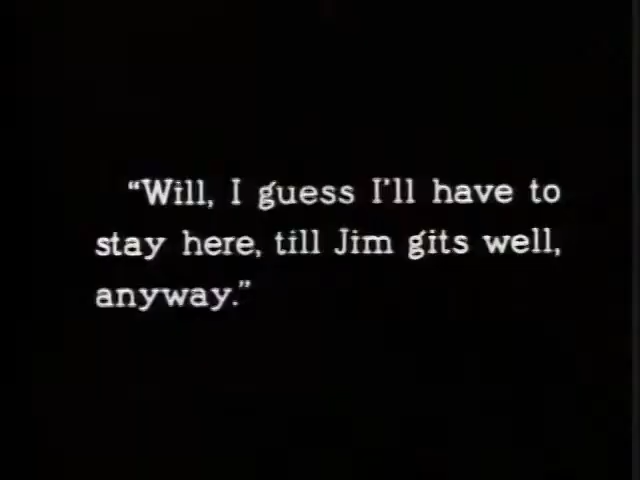 “Will, I guess I'll have to
stay here, till Jim gits well,
anyway.”